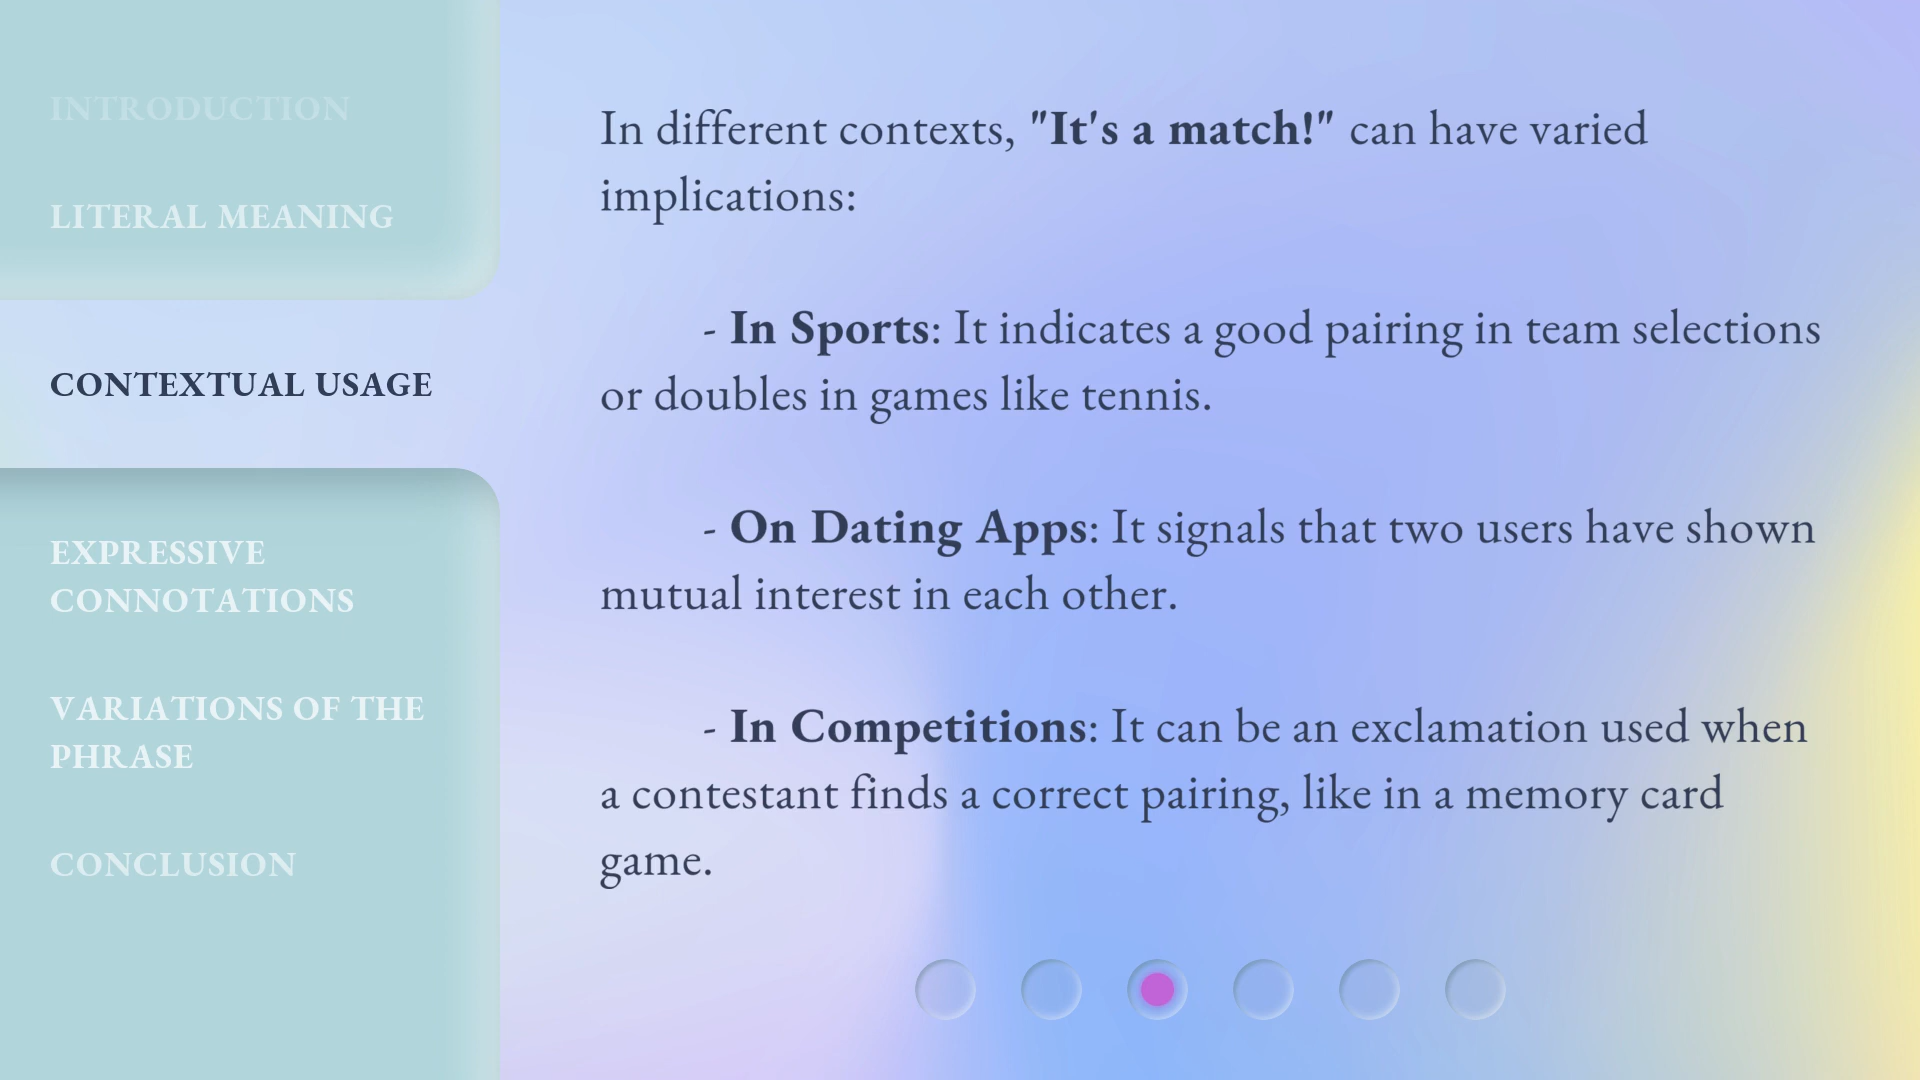 INTRODUCTION
LITERAL MEANING
CONTEXTUAL USAGE
EXPRESSIVE
CONNOTATIONS
VARIATIONS OF THE
PHRASE
CONCLUSION
In different contexts, "It's a match!" can have varied
implications:
- In Sports: It indicates a good pairing in team selections
or doubles in games like tennis.
- On Dating Apps: It signals that two users have shown
mutual interest in each other.
- In Competitions: It can be an exclamation used when
a contestant finds a correct pairing, like in a memory card
game.